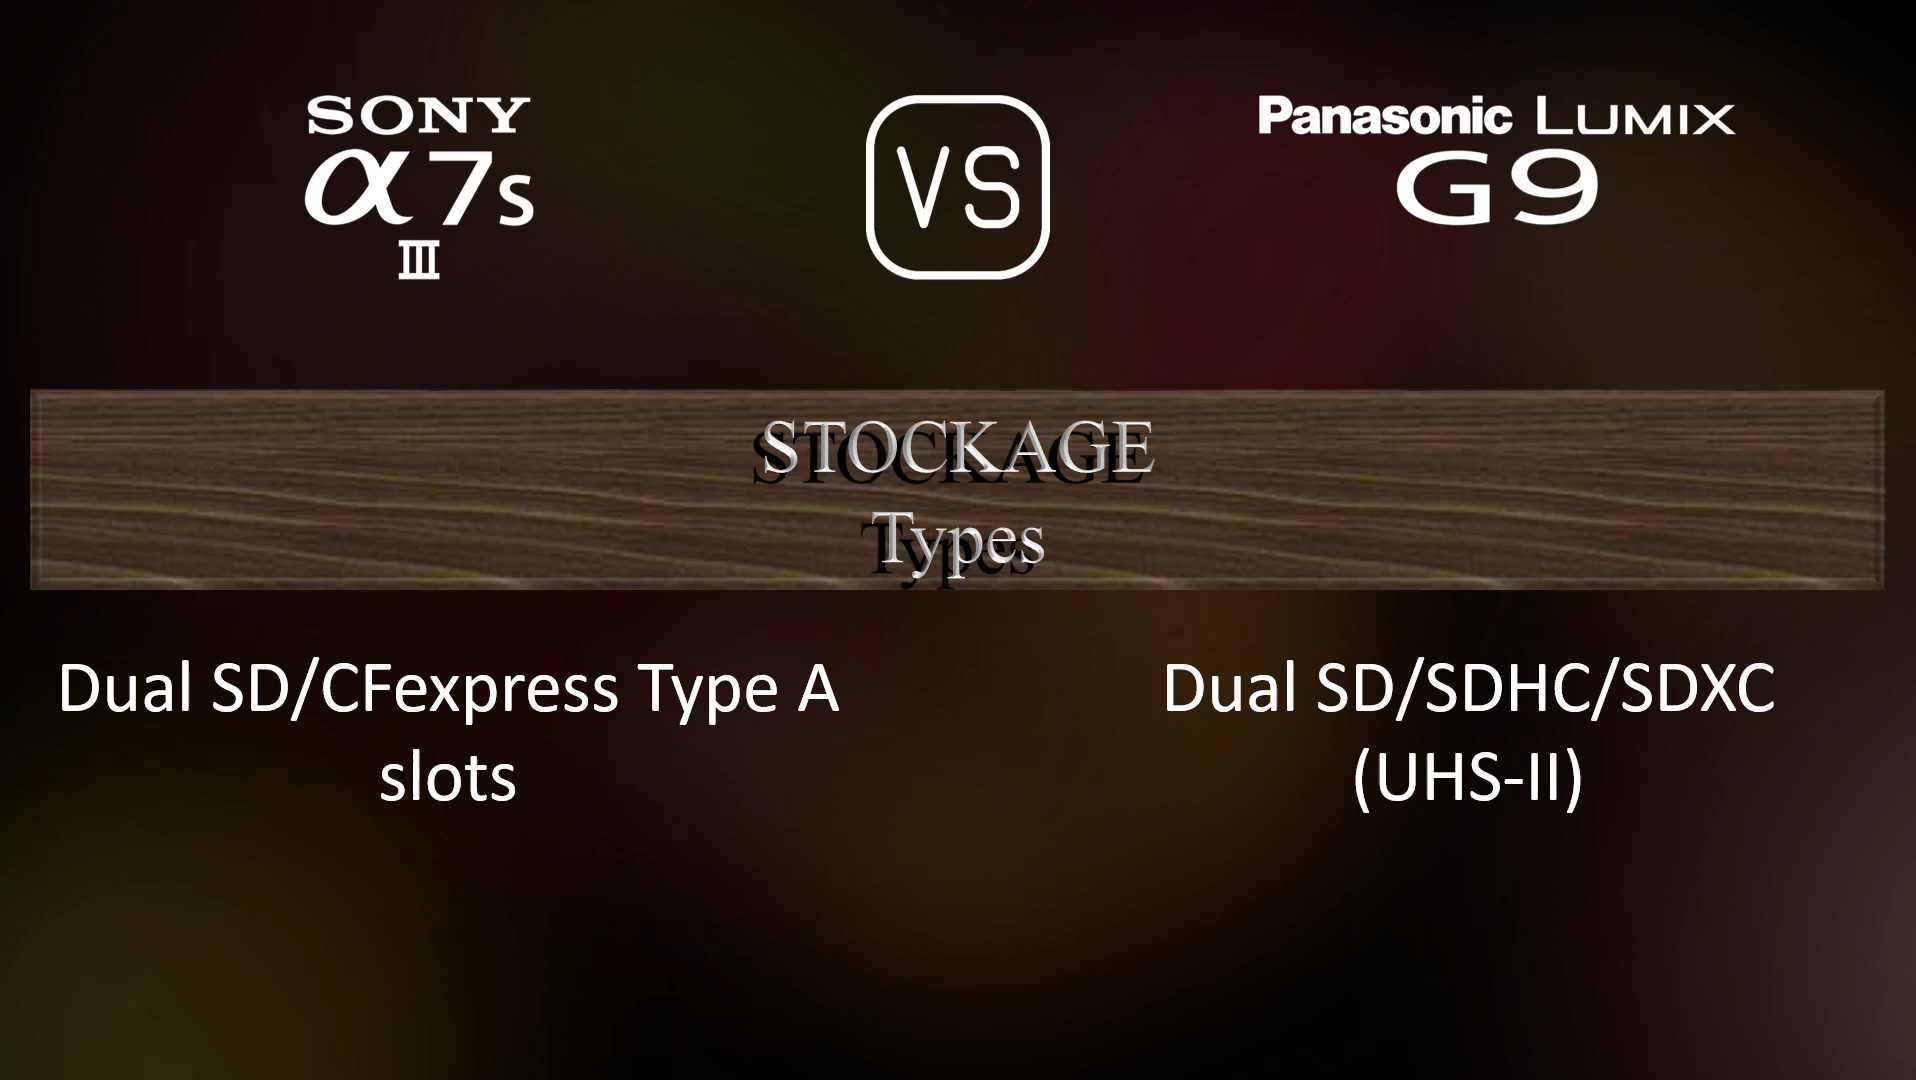 SONY
α7s
III
VS
Panasonic LUMIX
G9
STOCKAGE
Types
Dual SD/CFexpress Type A
slots
Dual SD/SDHC/SDXC
(UHS-II)